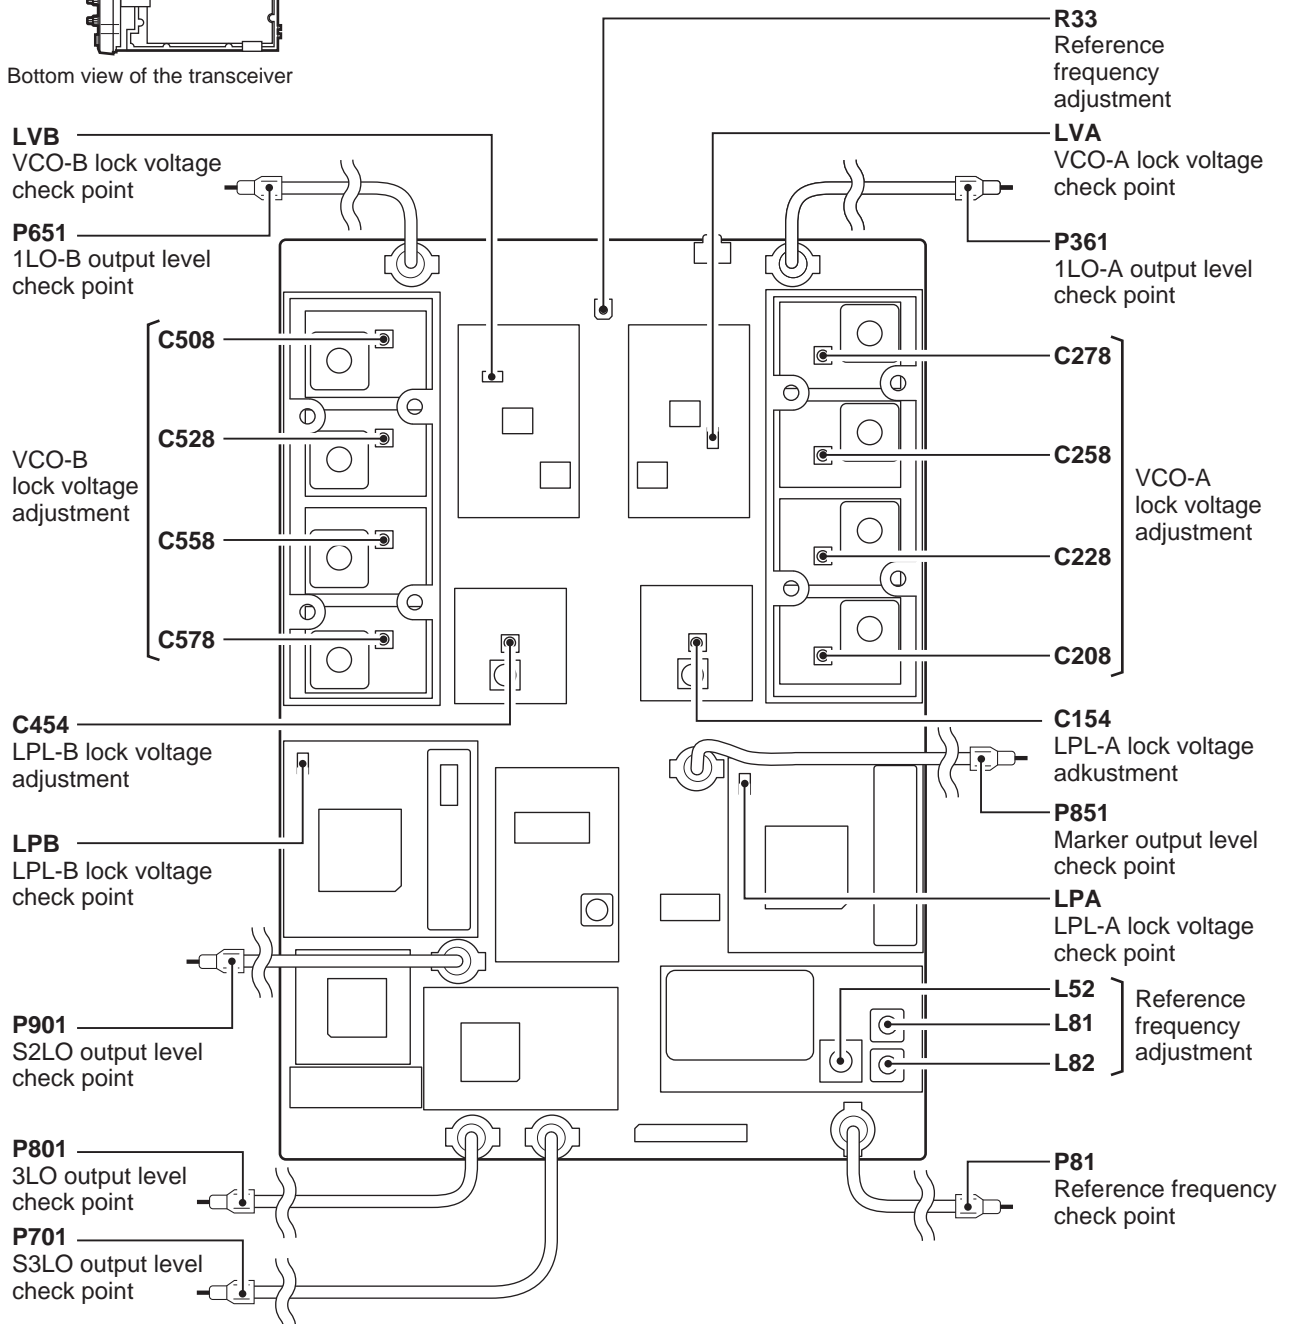 Bottom view of the transceiver
LVB
VCO-B lock voltage
check point
P651
1LO-B output level
check point
C508
C528
VCO-B
lock voltage
adjustment
C558
C578
C454
LPL-B lock voltage
adjustment
LPB
LPL-B lock voltage
check point
P901
S2LO output level
check point
P801
3LO output level
check point
P701
S3LO output level
check point
R33
Reference
frequency
adjustment
LVA
VCO-A lock voltage
check point
P361
1LO-A output level
check point
C278
C258
VCO-A
lock voltage
adjustment
C228
C208
C154
LPL-A lock voltage
adkustment
P851
Marker output level
check point
LPA
LPL-A lock voltage
check point
L52
L81
L82
Reference
frequency
adjustment
P81
Reference frequency
check point